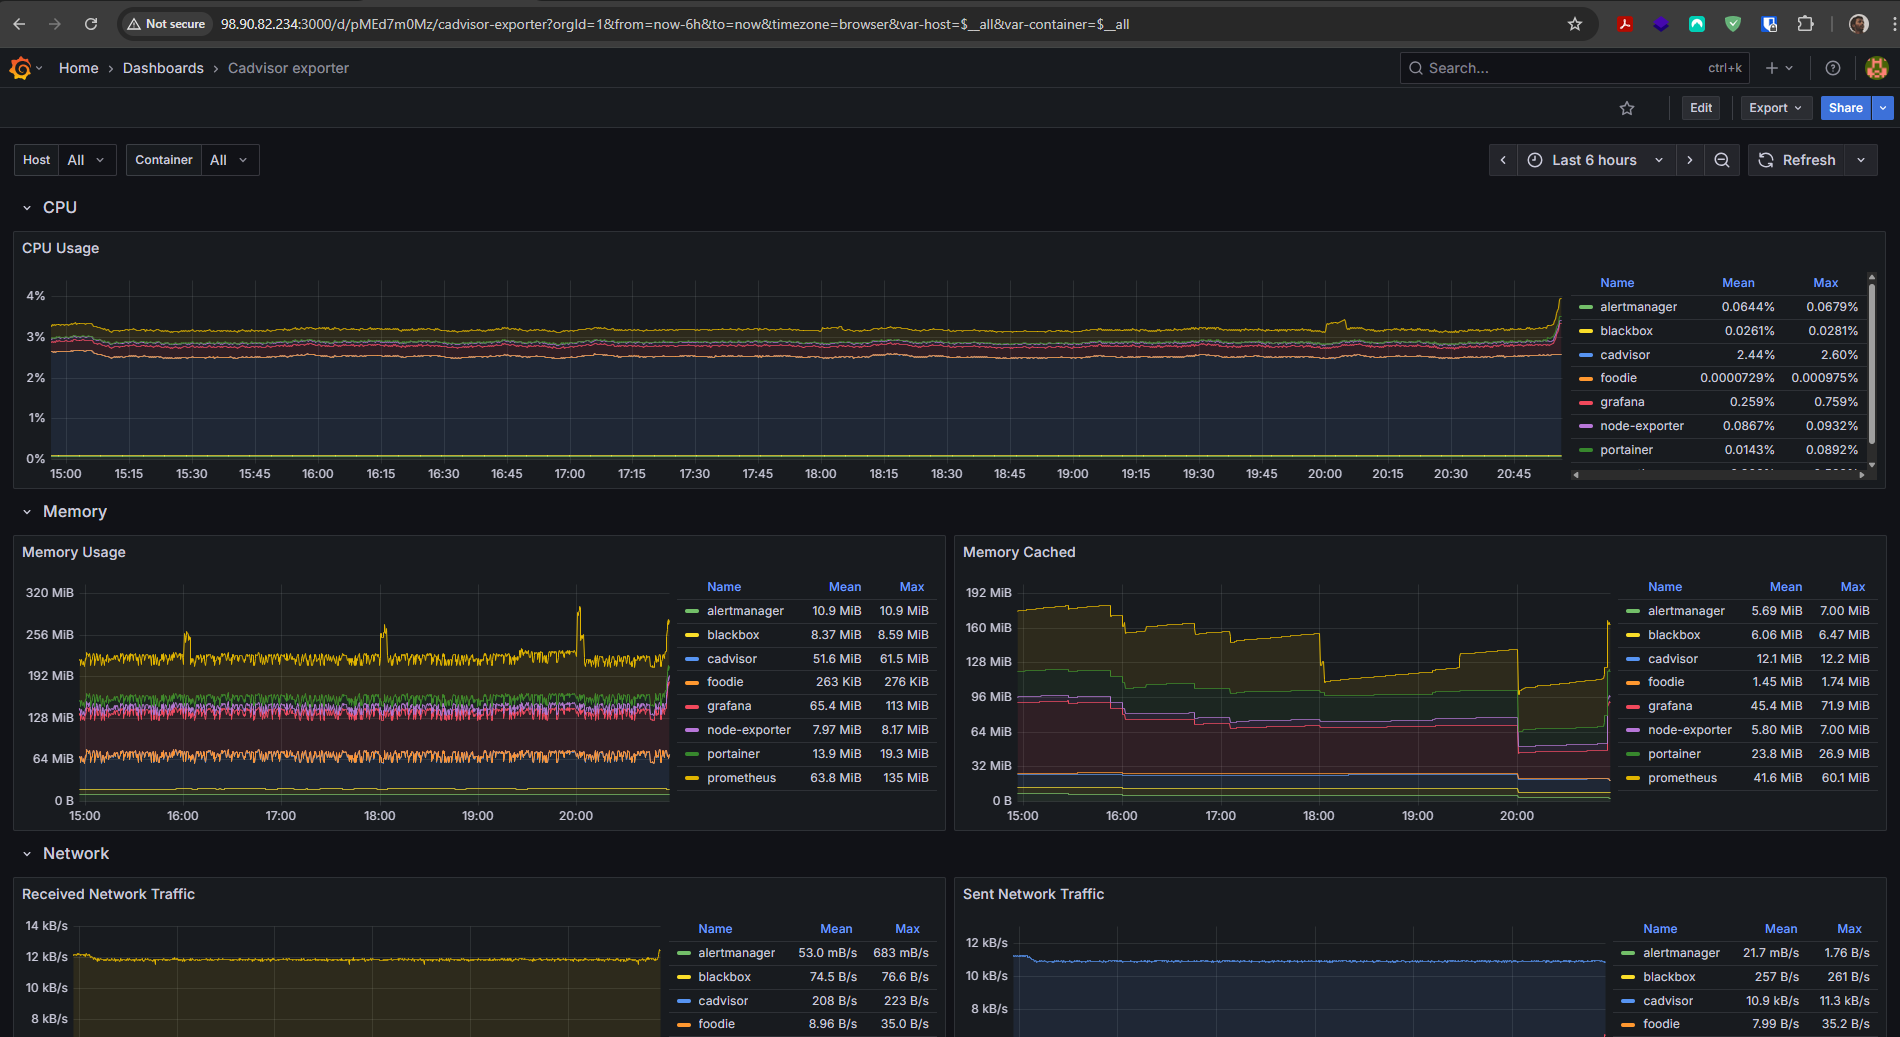 Not secure 98.90.82.234:3000/d/pMEd7m0Mz/cadvisor-exporter?orgId=1&from=now-6h&to=now&timezone=browser&var-host=$__all&var-container=$__all
Home › Dashboards › Cadvisor exporter Search... ctrl+k
Edit Export Share
Host All Container All Last 6 hours Refresh
CPU
CPU Usage
Name Mean Max
4%
3%
2%
1%
0%
15:00 15:15 15:30 15:45 16:00 16:15 16:30 16:45 17:00 17:15 17:30 17:45 18:00 18:15 18:30 18:45 19:00 19:15 19:30 19:45 20:00 20:15 20:30 20:45
alertmanager 0.0644% 0.0679%
blackbox 0.0261% 0.0281%
cadvisor 2.44% 2.60%
foodie 0.0000729% 0.000975%
grafana 0.259% 0.759%
node-exporter 0.0867% 0.0932%
portainer 0.0143% 0.0892%
Memory
Memory Usage
320 MiB
256 MiB
192 MiB
128 MiB
64 MiB
0 B
15:00 16:00 17:00 18:00 19:00 20:00
Name Mean Max
alertmanager 10.9 MiB 10.9 MiB
blackbox 8.37 MiB 8.59 MiB
cadvisor 51.6 MiB 61.5 MiB
foodie 263 KiB 276 KiB
grafana 65.4 MiB 113 MiB
node-exporter 7.97 MiB 8.17 MiB
portainer 13.9 MiB 19.3 MiB
prometheus 63.8 MiB 135 MiB
Memory Cached
192 MiB
160 MiB
128 MiB
96 MiB
64 MiB
32 MiB
0 B
15:00 16:00 17:00 18:00 19:00 20:00
Name Mean Max
alertmanager 5.69 MiB 7.00 MiB
blackbox 6.06 MiB 6.47 MiB
cadvisor 12.1 MiB 12.2 MiB
foodie 1.45 MiB 1.74 MiB
grafana 45.4 MiB 71.9 MiB
node-exporter 5.80 MiB 7.00 MiB
portainer 23.8 MiB 26.9 MiB
prometheus 41.6 MiB 60.1 MiB
Network
Received Network Traffic
14 kB/s
12 kB/s
10 kB/s
8 kB/s
Name Mean Max
alertmanager 53.0 mB/s 683 mB/s
blackbox 74.5 B/s 76.6 B/s
cadvisor 208 B/s 223 B/s
foodie 8.96 B/s 35.0 B/s
Sent Network Traffic
12 kB/s
10 kB/s
8 kB/s
Name Mean Max
alertmanager 21.7 mB/s 1.76 B/s
blackbox 257 B/s 261 B/s
cadvisor 10.9 kB/s 11.3 kB/s
foodie 7.99 B/s 35.2 B/s